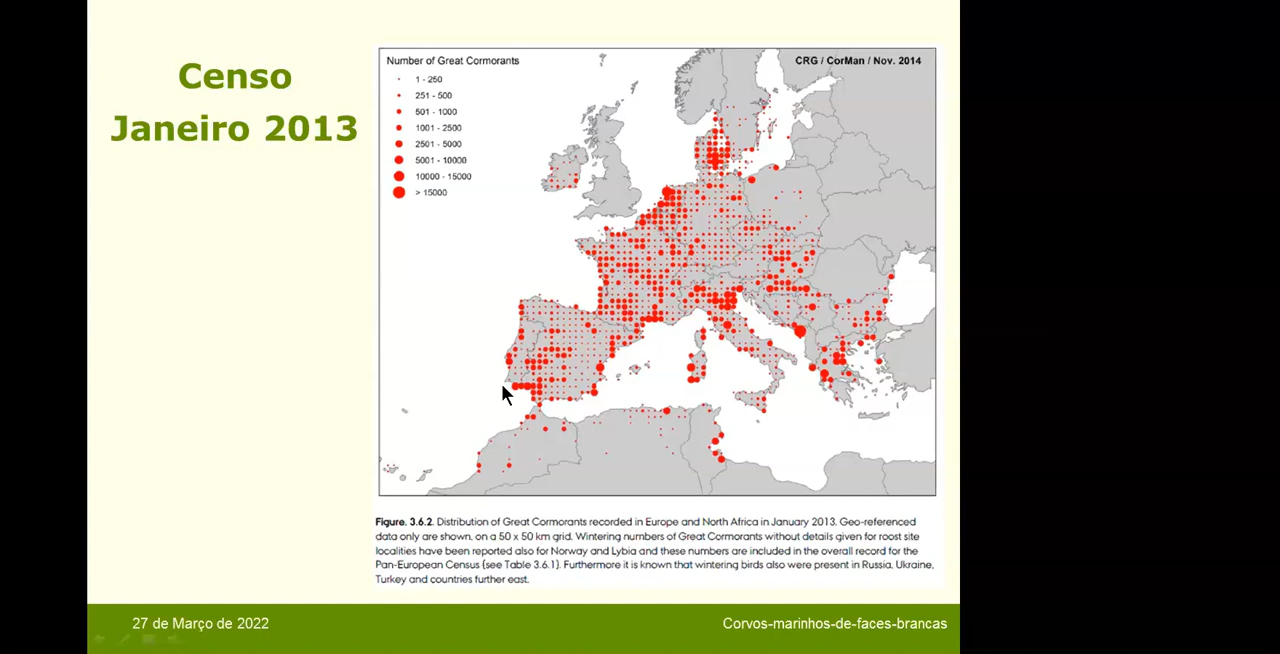 Censo
Janeiro 2013
Number of Great Cormorants
1 - 250
251 - 500
501 - 1000
1001 - 2500
2501 - 5000
5001 - 10000
10000 - 15000
> 15000
CRG / CorMan / Nov. 2014
Figure. 3.6.2. Distribution of Great Cormorants recorded in Europe and North Africa in January 2013. Geo-referenced
data only are shown, on a 50 x 50 km grid. Wintering numbers of Great Cormorants without details given for roost site
localities have been reported also for Norway and Lybia and these numbers are included in the overall record for the
Pan-European Census (see Table 3.6.1). Furthermore it is known that wintering birds also were present in Russia, Ukraine,
Turkey and countries further east.
27 de Março de 2022
Corvos-marinhos-de-faces-brancas